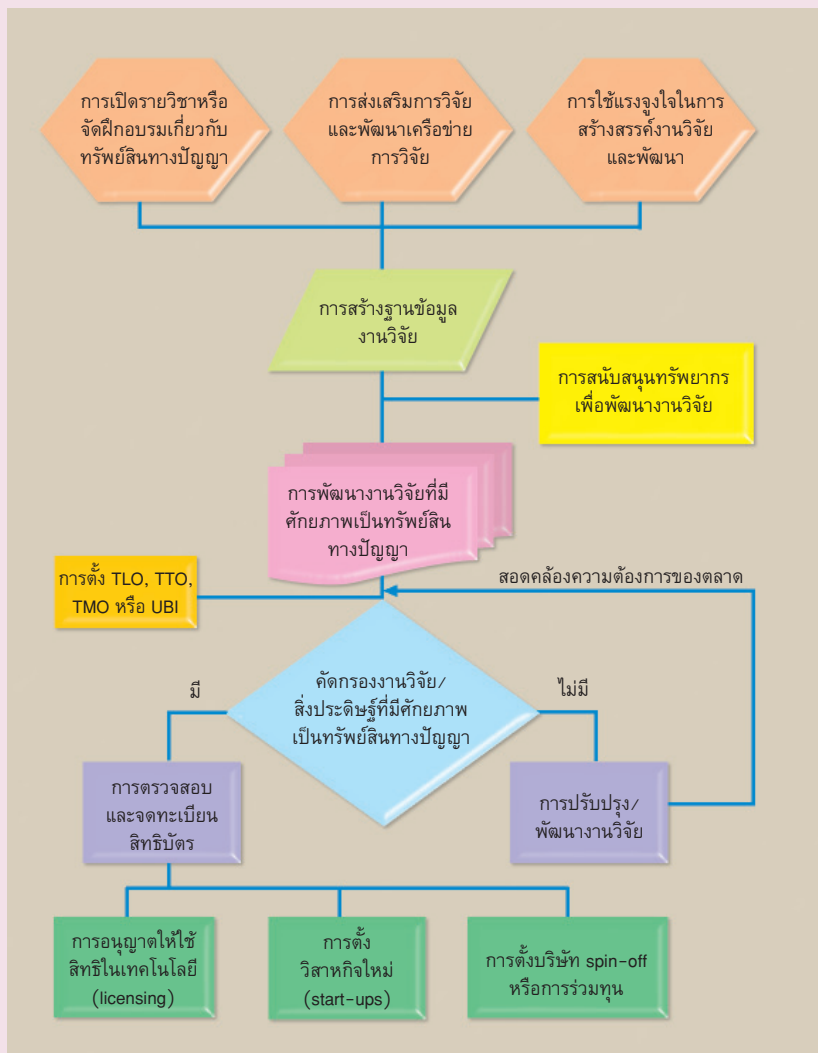 การเปิดรายวิชาหรือ
จัดฝึกอบรมเกี่ยวกับ
ทรัพย์สินทางปัญญา
การส่งเสริมการวิจัย
และพัฒนาเครือข่าย
การวิจัย
การใช้แรงจูงใจในการ
สร้างสรรค์งานวิจัย
และพัฒนา
การสร้างฐานข้อมูล
งานวิจัย
การสนับสนุนทรัพยากร
เพื่อพัฒนางานวิจัย
การพัฒนางานวิจัยที่มี
ศักยภาพเป็นทรัพย์สิน
ทางปัญญา
การตั้ง TLO, TTO,
TMO หรือ UBI
สอดคล้องความต้องการของตลาด
คัดกรองงานวิจัย/
สิ่งประดิษฐ์ที่มีศักยภาพ
เป็นทรัพย์สินทางปัญญา
มี
ไม่มี
การตรวจสอบ
และจดทะเบียน
สิทธิบัตร
การปรับปรุง/
พัฒนางานวิจัย
การอนุญาตให้ใช้
สิทธิในเทคโนโลยี
(licensing)
การตั้ง
วิสาหกิจใหม่
(start-ups)
การตั้งบริษัท spin-off
หรือการร่วมทุน